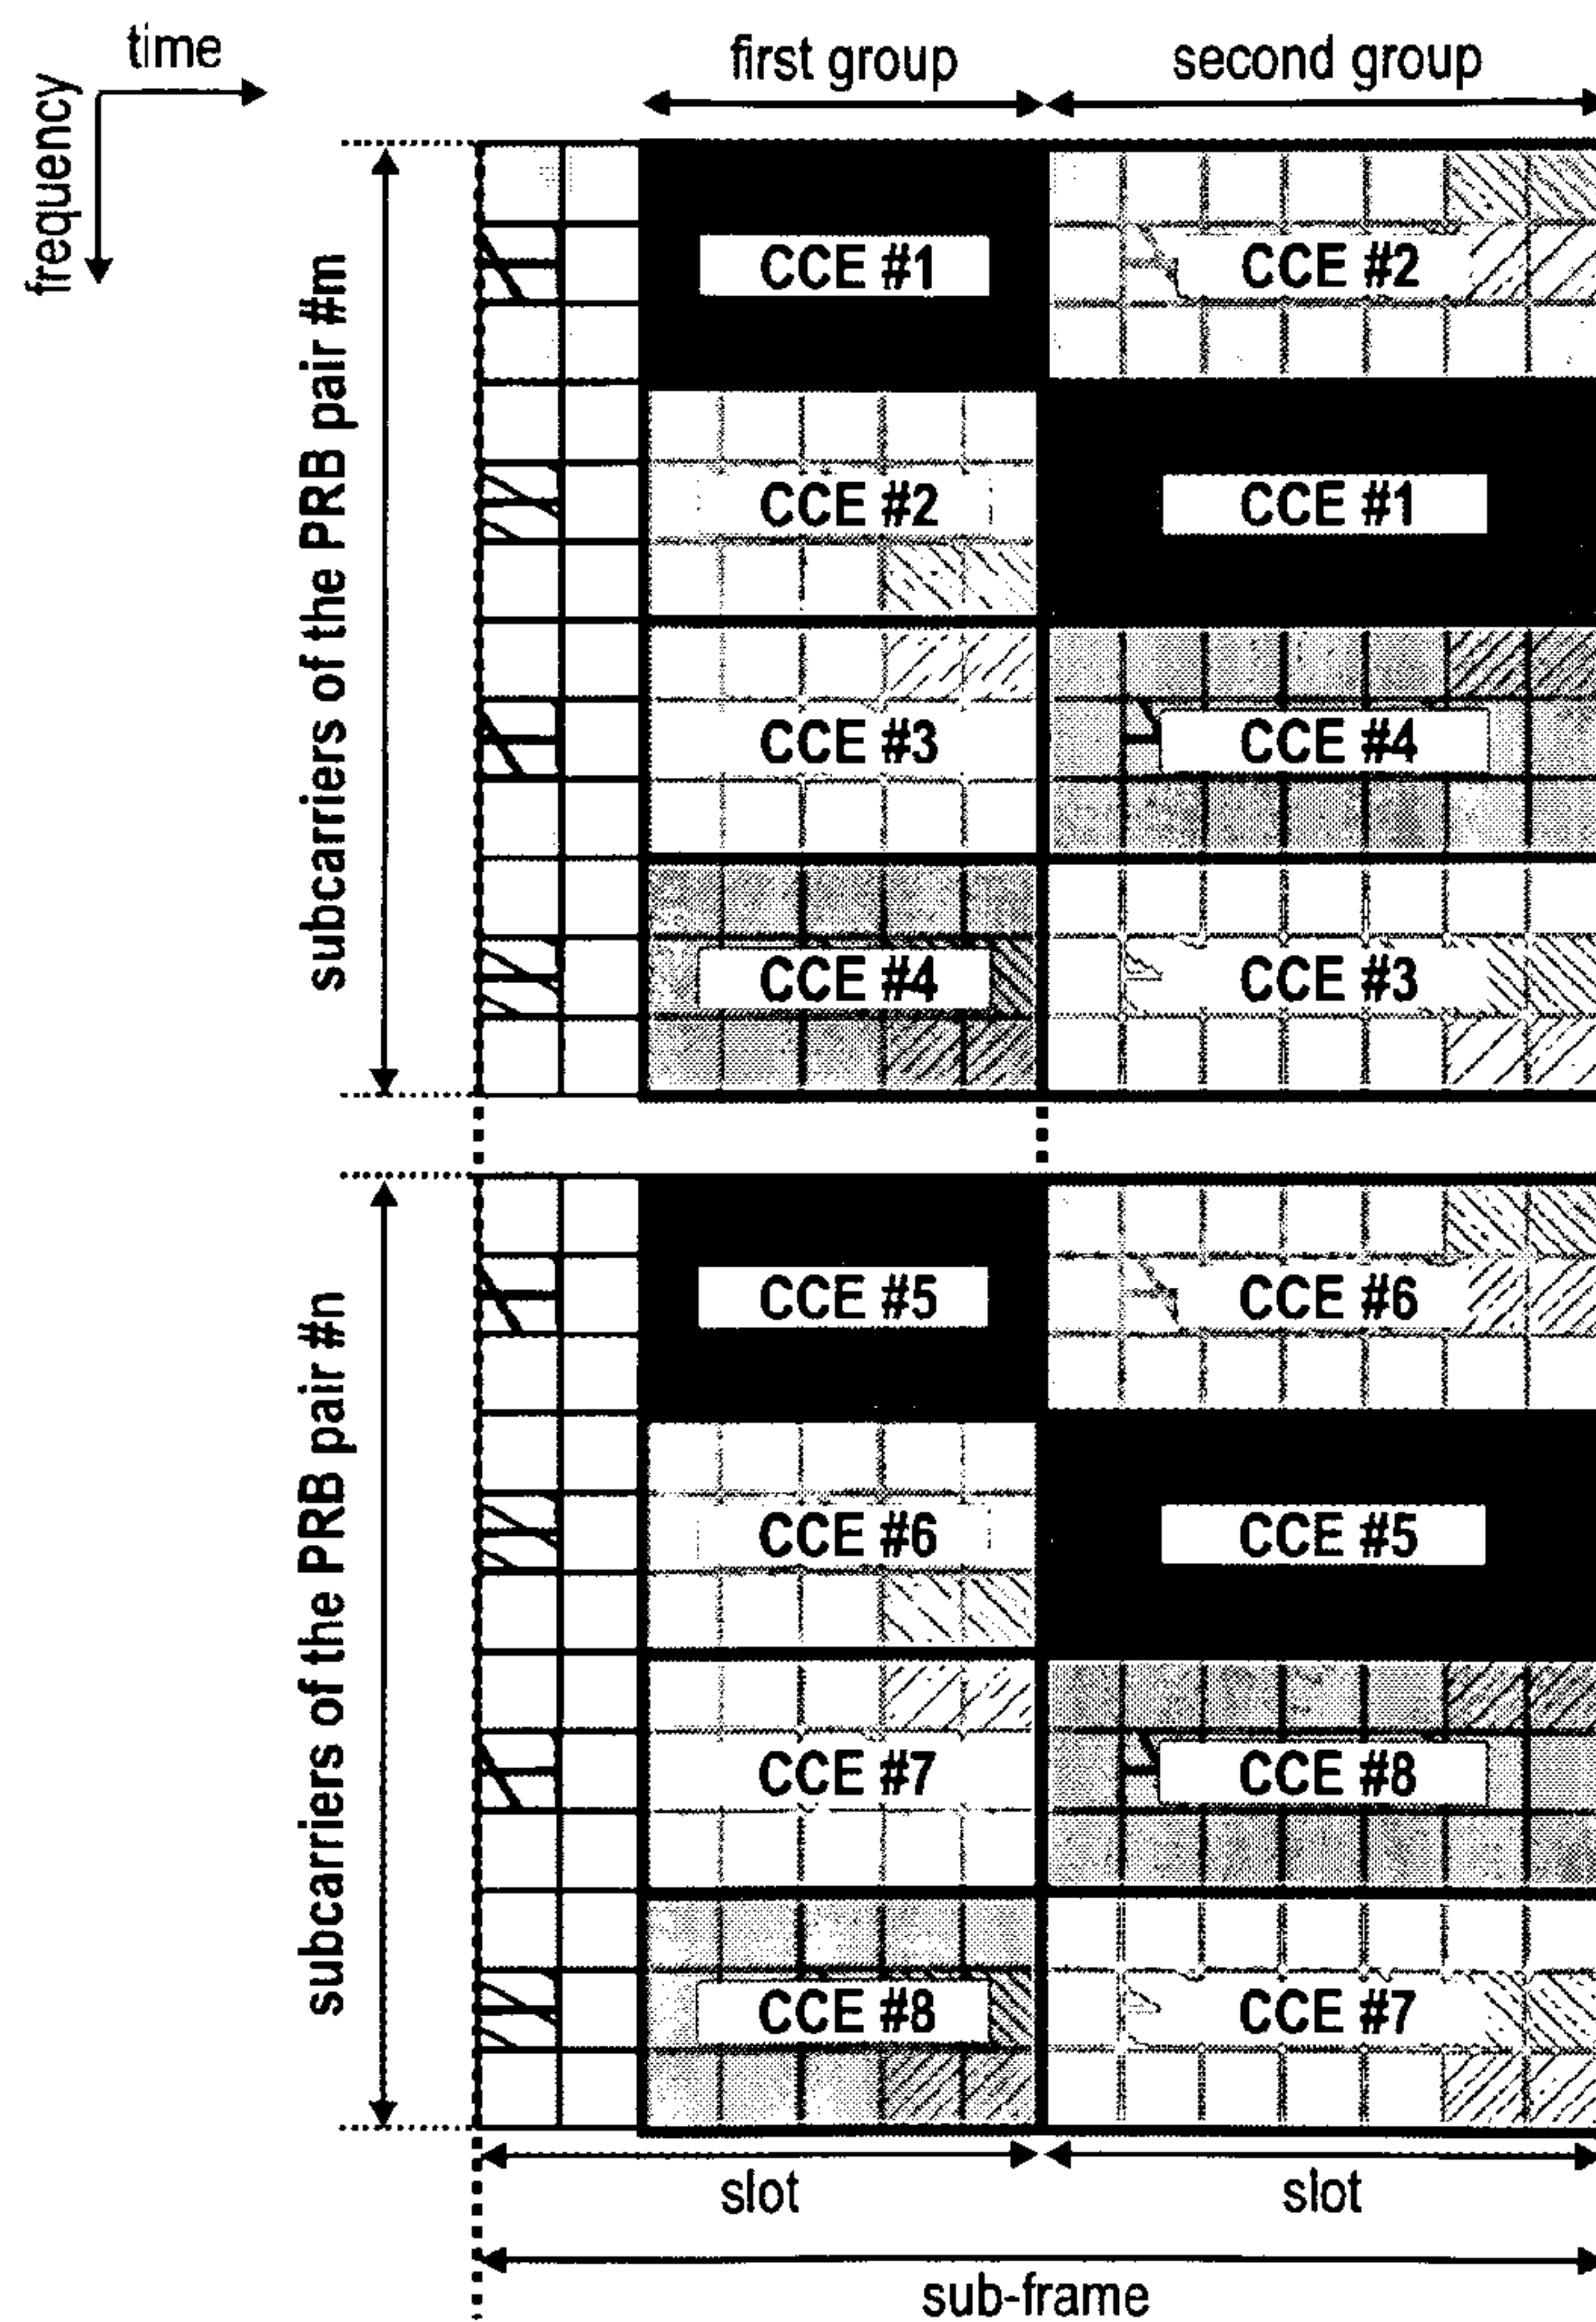 time
first group
second group
frequency
subcarriers of the PRB pair #m
CCE #1
CCE #2
CCE #2
CCE #1
CCE #3
CCE #4
CCE #4
CCE #3
subcarriers of the PRB pair #n
CCE #5
CCE #6
CCE #6
CCE #5
CCE #7
CCE #8
CCE #8
CCE #7
slot
slot
sub-frame